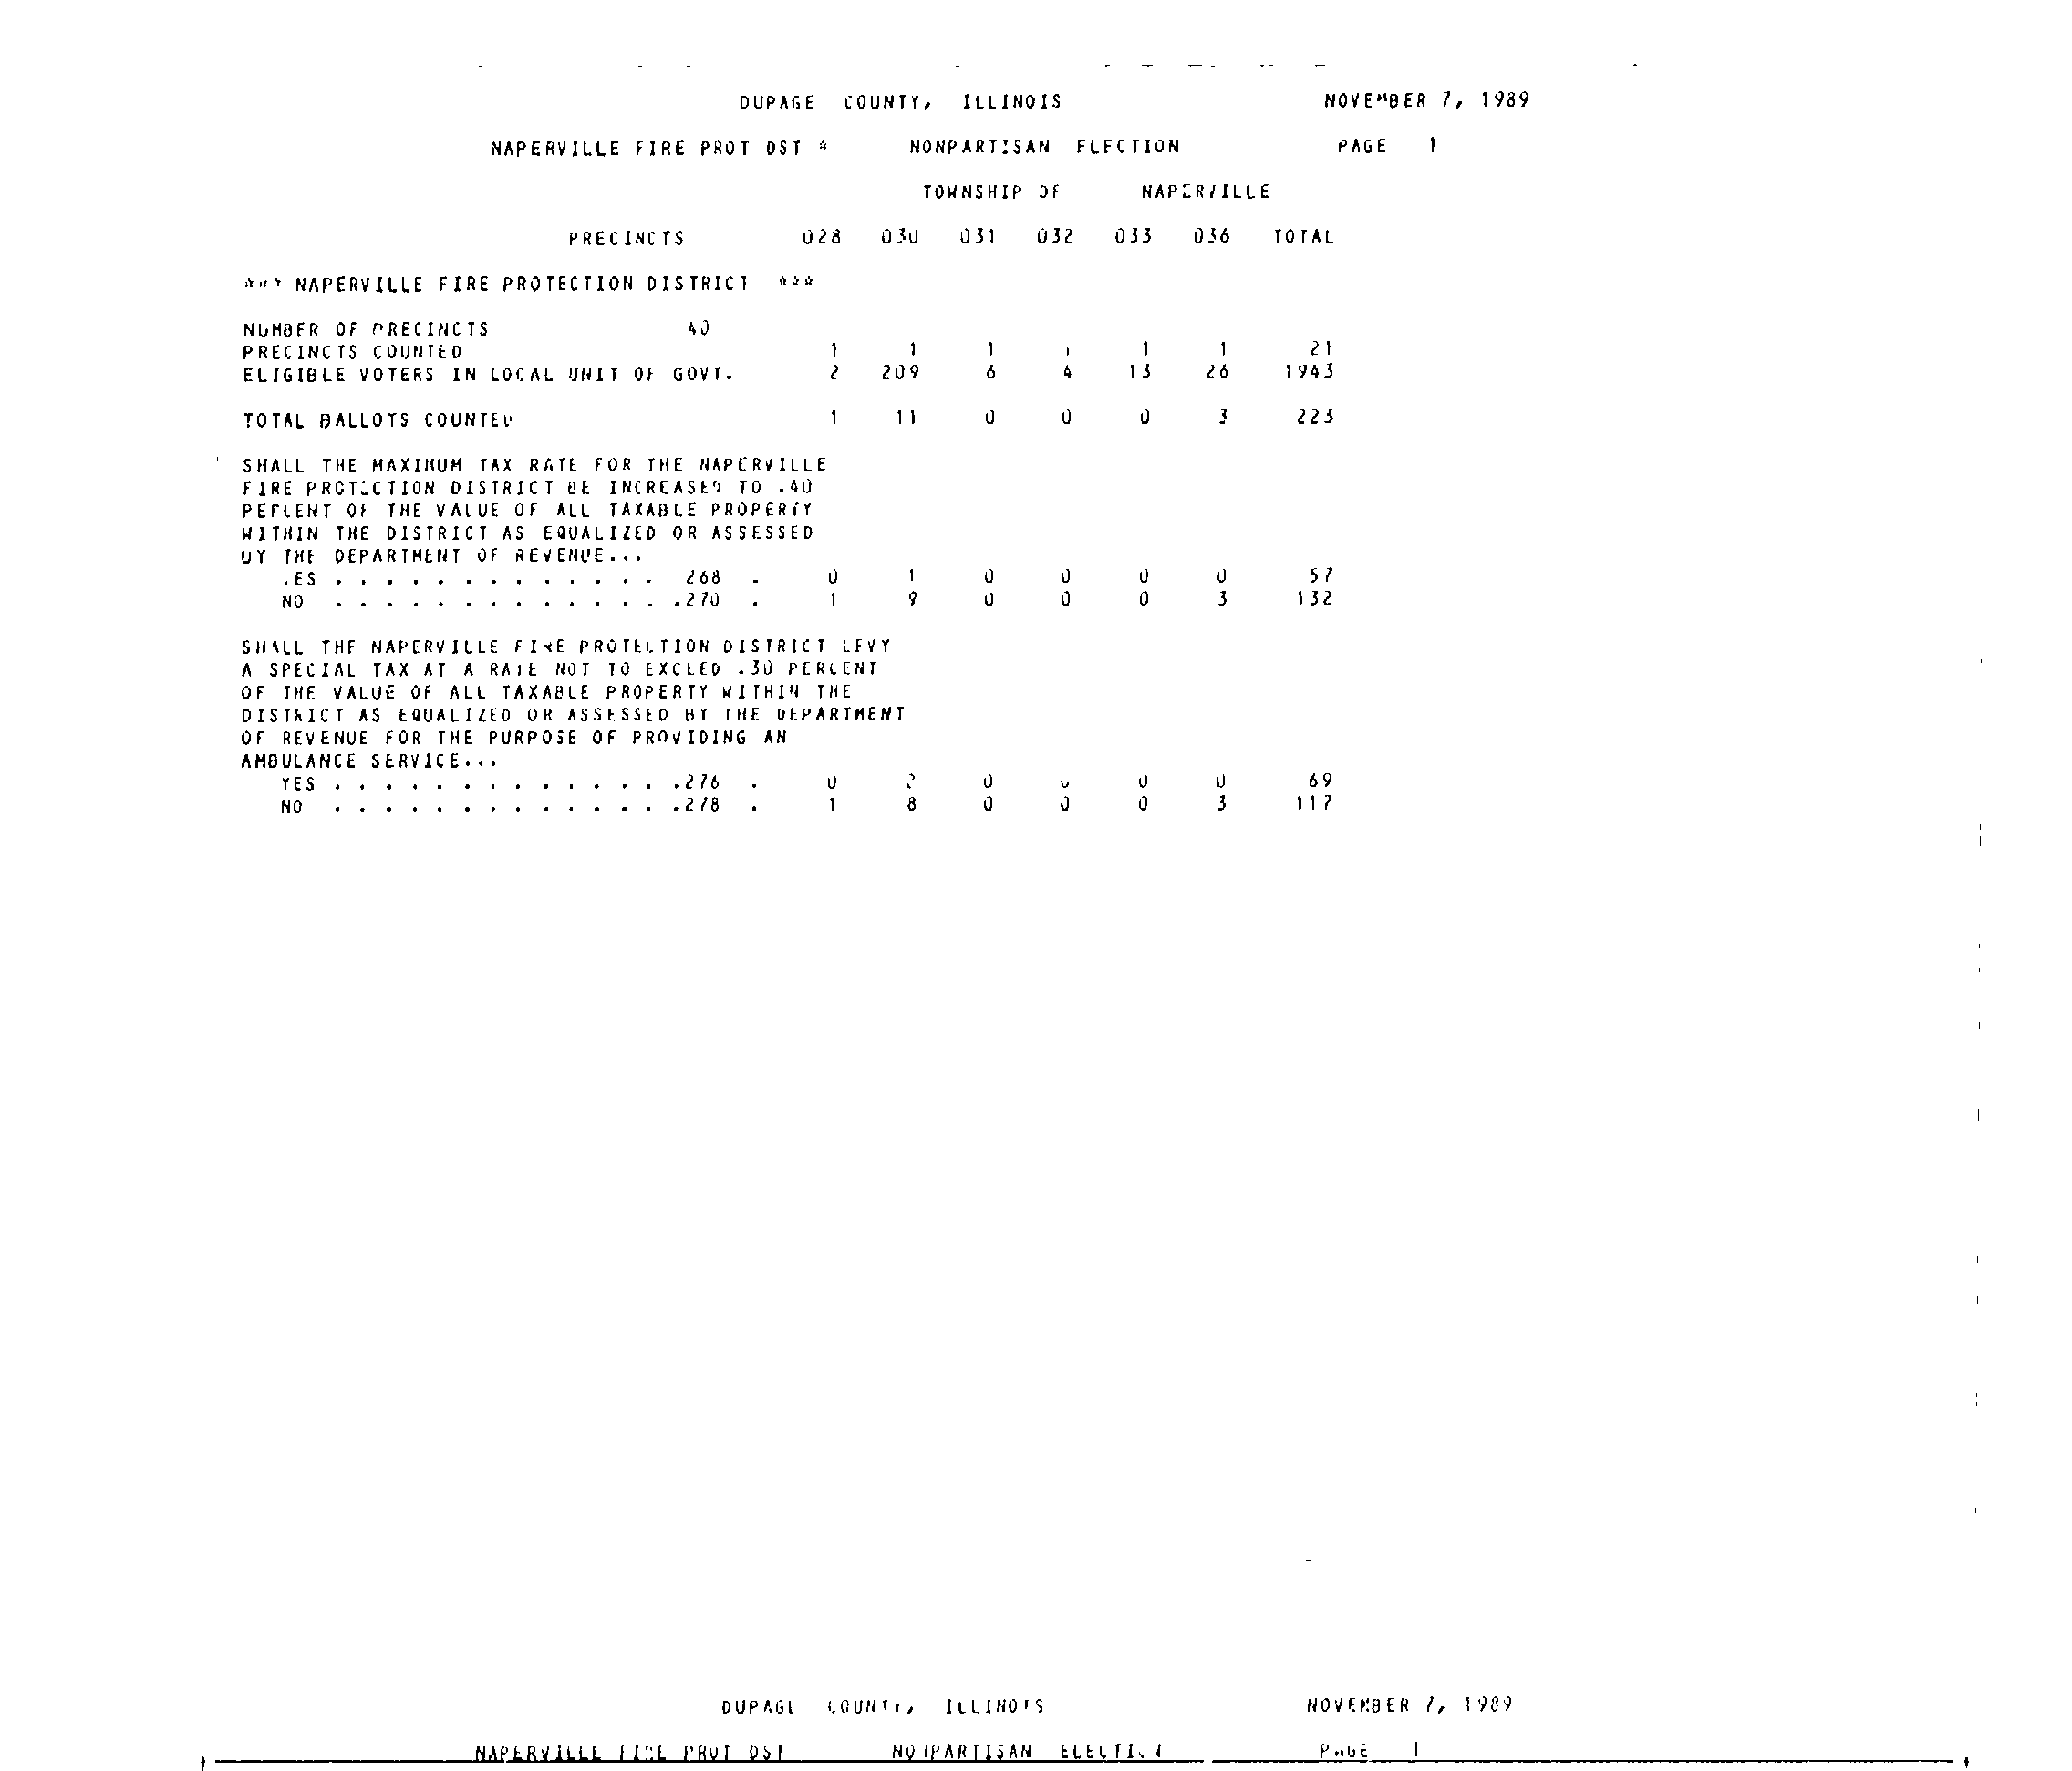 DUPAGE COUNTY, ILLINOIS NOVEMBER 7, 1989
NAPERVILLE FIRE PROT DST * NONPARTISAN ELECTION PAGE 1
TOWNSHIP OF NAPERVILLE
PRECINCTS 028 030 031 032 033 036 TOTAL
*** NAPERVILLE FIRE PROTECTION DISTRICT ***
NUMBER OF PRECINCTS 40
PRECINCTS COUNTED 1 1 1 1 1 1 21
ELIGIBLE VOTERS IN LOCAL UNIT OF GOVT. 2 209 6 4 13 26 1943
TOTAL BALLOTS COUNTED 1 11 0 0 0 3 223
SHALL THE MAXIMUM TAX RATE FOR THE NAPERVILLE
FIRE PROTECTION DISTRICT BE INCREASED TO .40
PERCENT OF THE VALUE OF ALL TAXABLE PROPERTY
WITHIN THE DISTRICT AS EQUALIZED OR ASSESSED
BY THE DEPARTMENT OF REVENUE...
YES . . . . . . . . . . . . . 268 . 0 1 0 0 0 0 57
NO . . . . . . . . . . . . . .270 . 1 9 0 0 0 3 132
SHALL THE NAPERVILLE FIRE PROTECTION DISTRICT LEVY
A SPECIAL TAX AT A RATE NOT TO EXCEED .30 PERCENT
OF THE VALUE OF ALL TAXABLE PROPERTY WITHIN THE
DISTRICT AS EQUALIZED OR ASSESSED BY THE DEPARTMENT
OF REVENUE FOR THE PURPOSE OF PROVIDING AN
AMBULANCE SERVICE...
YES . . . . . . . . . . . . . .276 . 0 2 0 0 0 0 69
NO . . . . . . . . . . . . . .278 . 1 8 0 0 0 3 117
DUPAGE COUNTY, ILLINOIS NOVEMBER 7, 1989
NAPERVILLE FIRE PROT DST NONPARTISAN ELECTION PAGE 1